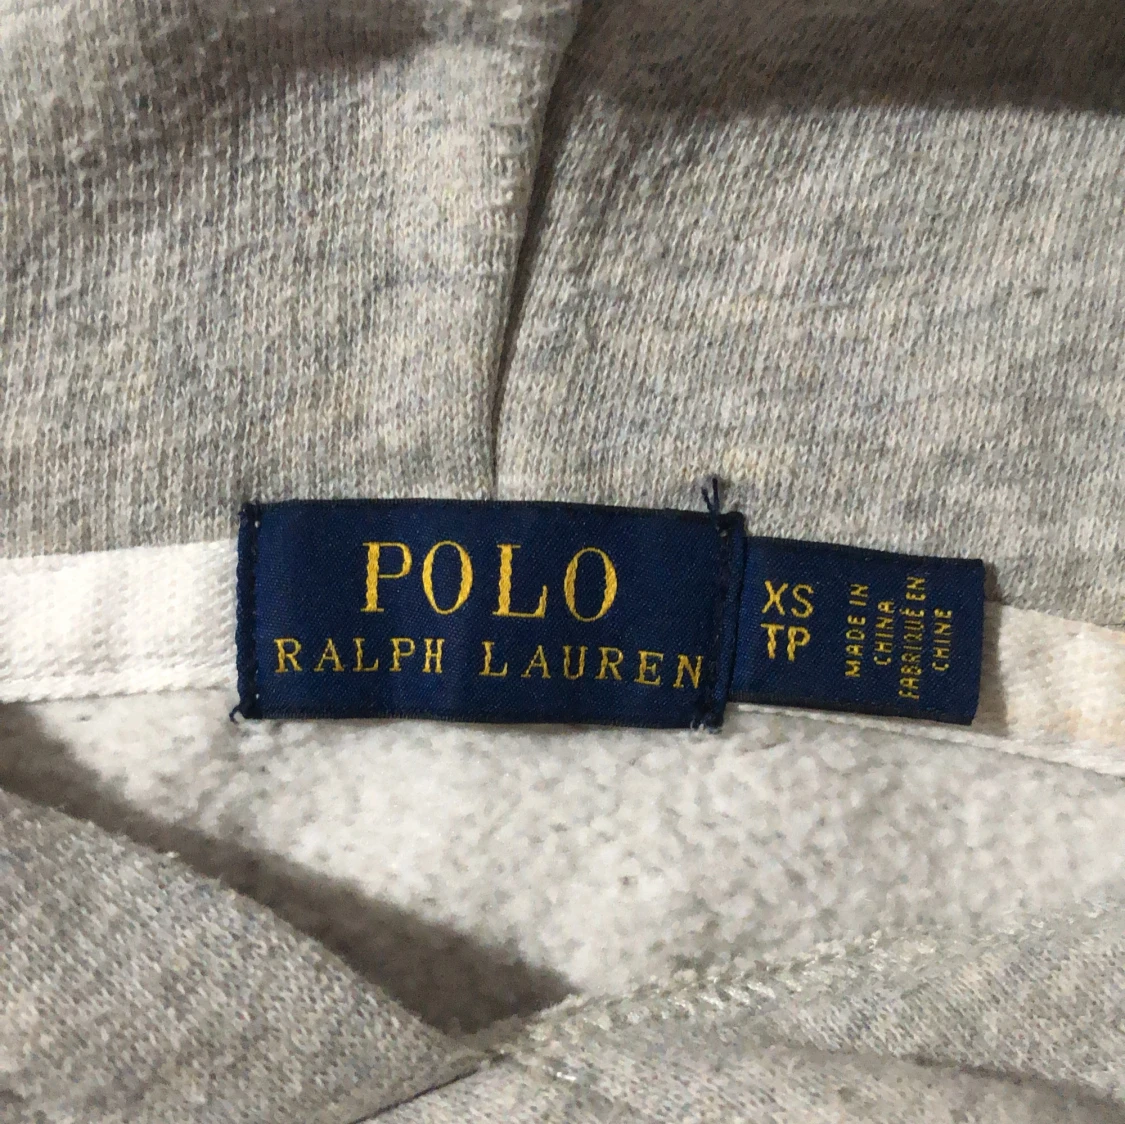 POLO
RALPH LAUREN
XS
TP
MADE IN
CHINA
FABRIQUÉ EN
CHINE